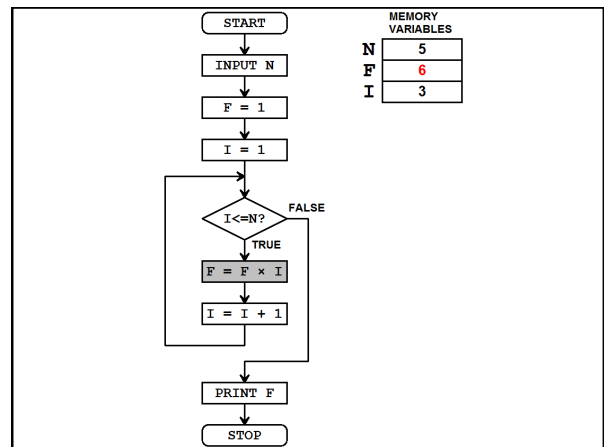 START
INPUT N
F = 1
I = 1
I<=N?
FALSE
TRUE
F = F × I
I = I + 1
PRINT F
STOP
MEMORY
VARIABLES
N 5
F 6
I 3